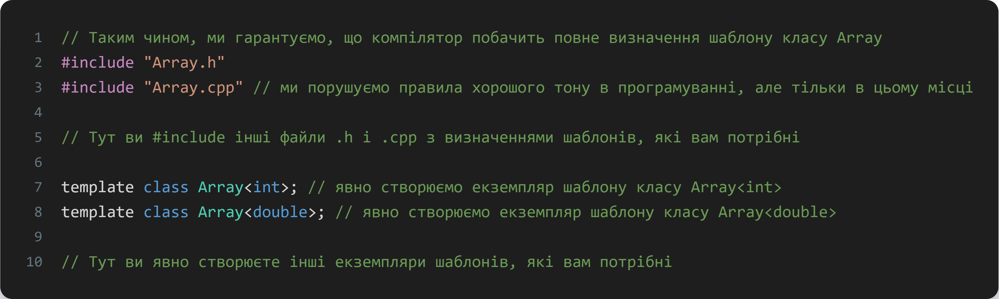 1 // Таким чином, ми гарантуємо, що компілятор побачить повне визначення шаблону класу Array
2 #include "Array.h"
3 #include "Array.cpp" // ми порушуємо правила хорошого тону в програмуванні, але тільки в цьому місці
4
5 // Тут ви #include інші файли .h і .cpp з визначеннями шаблонів, які вам потрібні
6
7 template class Array<int>; // явно створюємо екземпляр шаблону класу Array<int>
8 template class Array<double>; // явно створюємо екземпляр шаблону класу Array<double>
9
10 // Тут ви явно створюєте інші екземпляри шаблонів, які вам потрібні